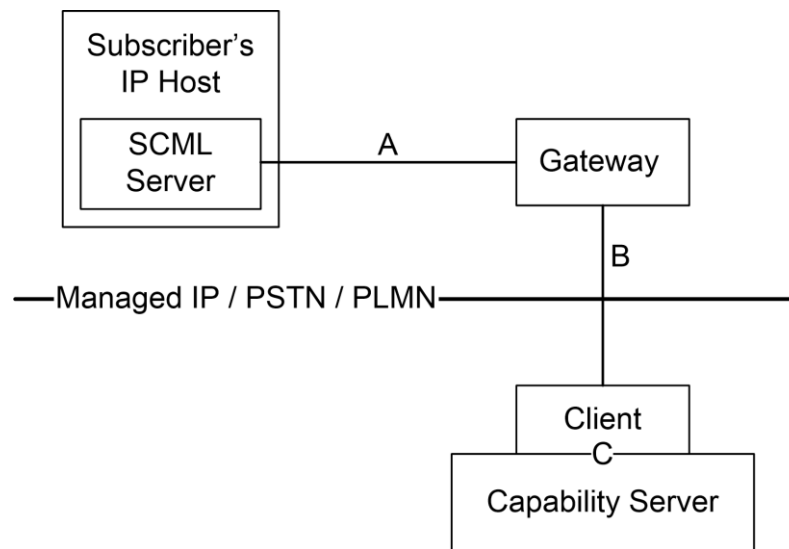 Subscriber's
IP Host
SCML
Server
A
Gateway
B
Managed IP / PSTN / PLMN
Client
C
Capability Server